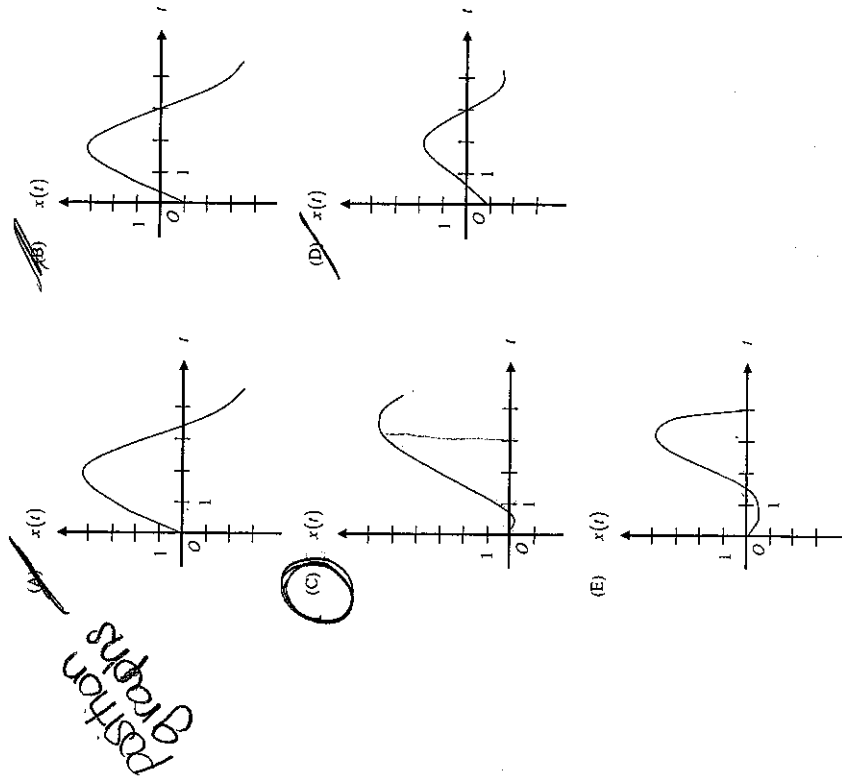 position
graphs
(A)
x(t)
1
O
1
t
(B)
x(t)
1
O
1
t
(C)
x(t)
1
O
1
t
(D)
x(t)
1
O
1
t
(E)
x(t)
1
O
1
t